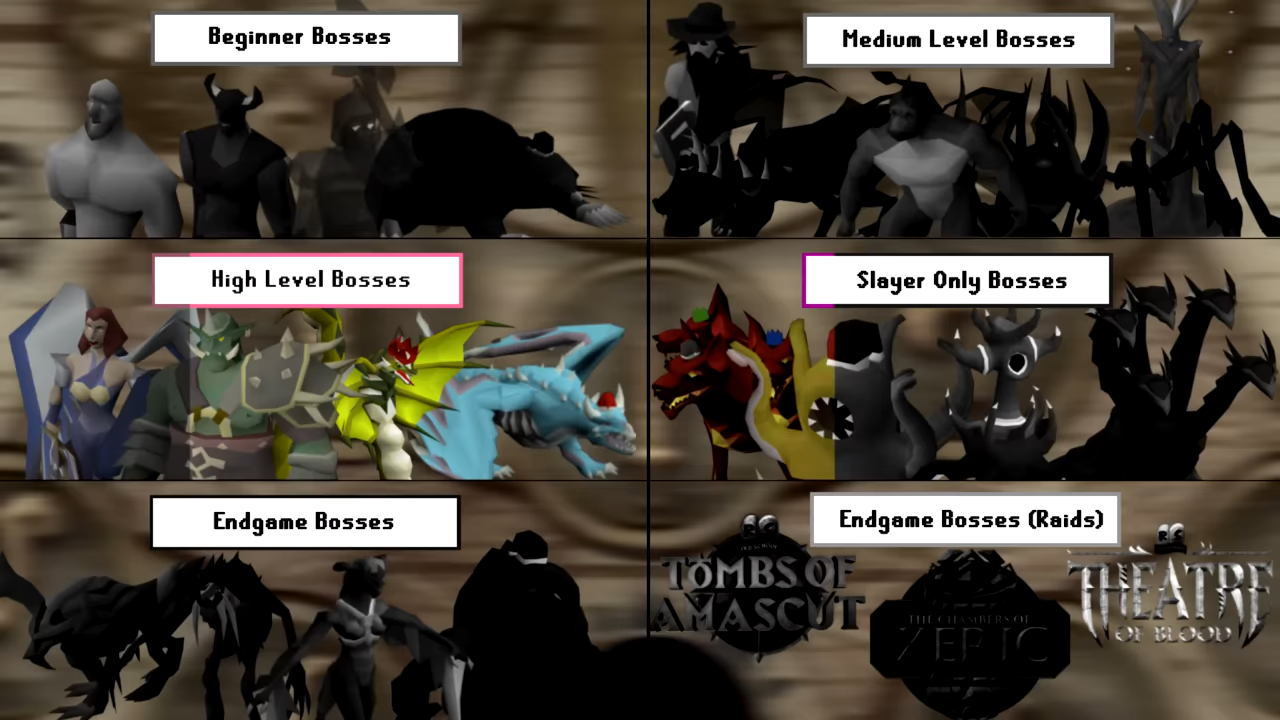 Beginner Bosses
Medium Level Bosses
High Level Bosses
Slayer Only Bosses
Endgame Bosses
Endgame Bosses (Raids)
TOMBS OF
AMASCUT
THE CHAMBERS OF
XERIC
THEATRE
OF BLOOD